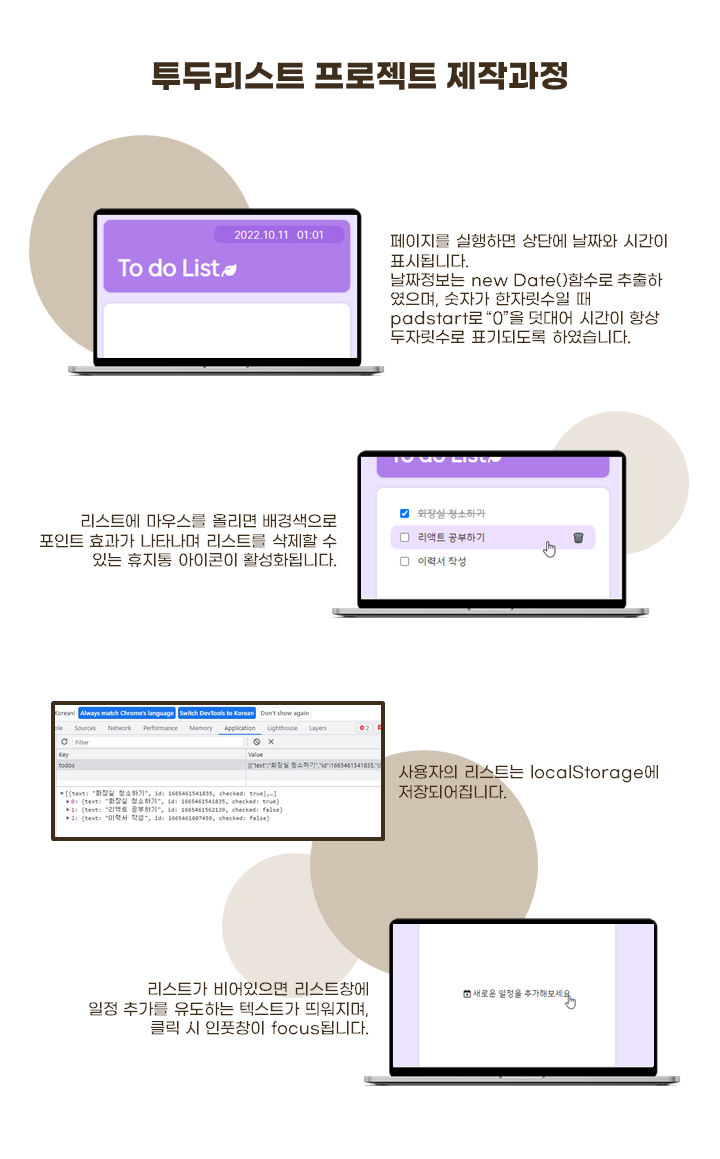 투두리스트 프로젝트 제작과정
2022.10.11 01:01
To do List
페이지를 실행하면 상단에 날짜와 시간이
표시됩니다.
날짜정보는 new Date()함수로 추출하
였으며, 숫자가 한자릿수일 때
padstart로 “0”을 덧대어 시간이 항상
두자릿수로 표기되도록 하였습니다.
To do List
화장실 청소하기
리액트 공부하기
이력서 작성
리스트에 마우스를 올리면 배경색으로
포인트 효과가 나타나며 리스트를 삭제할 수
있는 휴지통 아이콘이 활성화됩니다.
Korean! Always match Chrome's language Switch DevTools to Korean Don't show again
ole Sources Network Performance Memory Application Lighthouse Layers 2
Filter
Key Value
todos [{"text":"화장실 청소하기","id":1665461541835,"c
▼[{text: "화장실 청소하기", id: 1665461541835, checked: true},…]
▶0: {text: "화장실 청소하기", id: 1665461541835, checked: true}
▶1: {text: "리액트 공부하기", id: 1665461562139, checked: false}
▶2: {text: "이력서 작성", id: 1665461607459, checked: false}
사용자의 리스트는 localStorage에
저장되어집니다.
새로운 일정을 추가해보세요
리스트가 비어있으면 리스트창에
일정 추가를 유도하는 텍스트가 띄워지며,
클릭 시 인풋창이 focus됩니다.